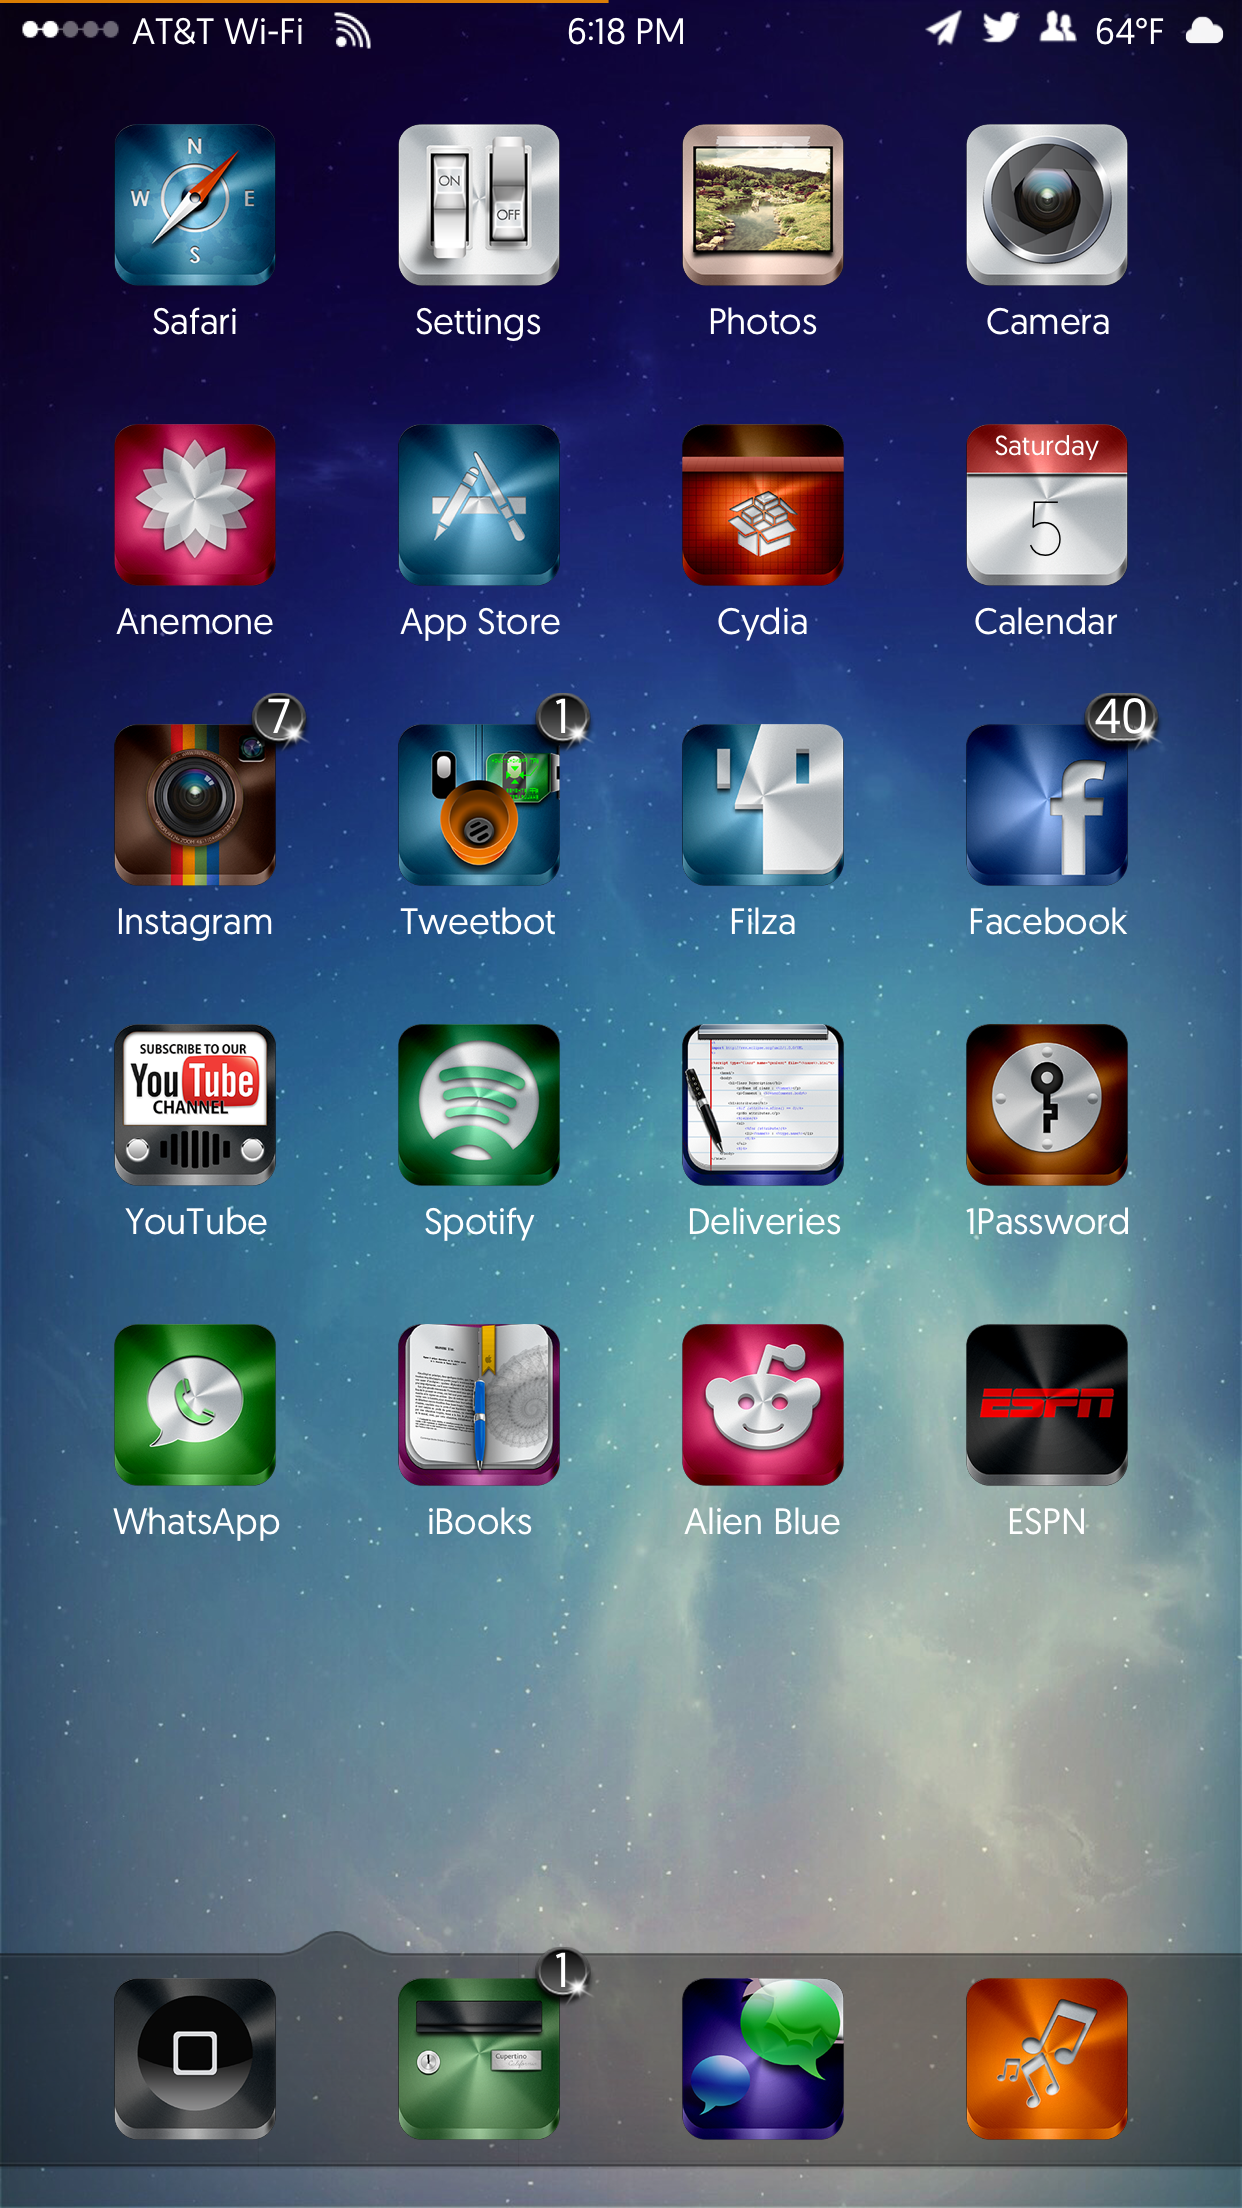 AT&T Wi-Fi 6:18 PM 64°F
N
W E
S
ON
OFF
Safari Settings Photos Camera
Saturday
5
Anemone App Store Cydia Calendar
7 1 40
Instagram Tweetbot Filza Facebook
SUBSCRIBE TO OUR
YouTube
CHANNEL
YouTube Spotify Deliveries 1Password
ESPN
WhatsApp iBooks Alien Blue ESPN
1
Cupertino
California